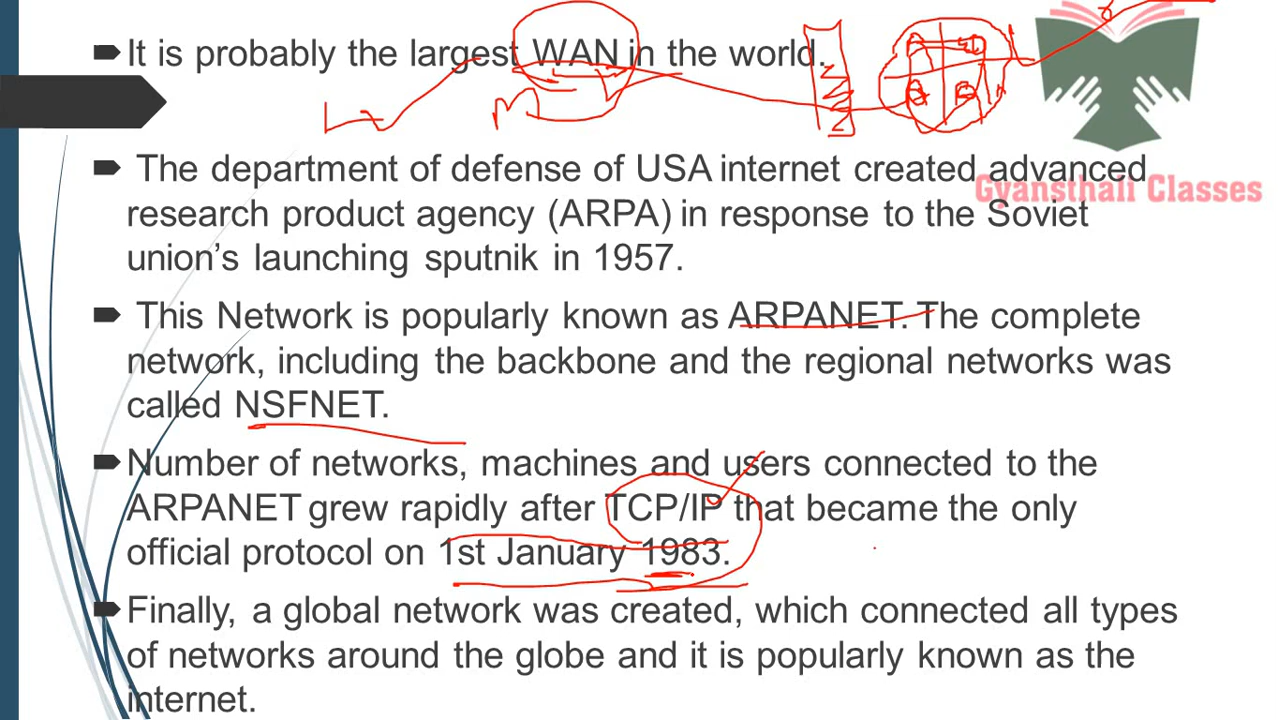 It is probably the largest WAN in the world.
L
M
The department of defense of USA internet created advanced
research product agency (ARPA) in response to the Soviet
union's launching sputnik in 1957.
Gyansthali Classes
This Network is popularly known as ARPANET. The complete
network, including the backbone and the regional networks was
called NSFNET.
Number of networks, machines and users connected to the
ARPANET grew rapidly after TCP/IP that became the only
official protocol on 1st January 1983.
Finally, a global network was created, which connected all types
of networks around the globe and it is popularly known as the
internet.